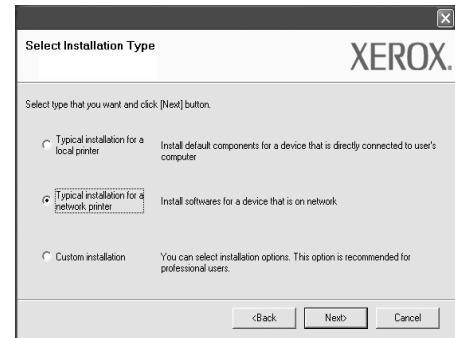 Select Installation Type
XEROX.
Select type that you want and click [Next] button.
Typical installation for a
local printer
Install default components for a device that is directly connected to user's
computer
Typical installation for a
network printer
Install softwares for a device that is on network
Custom installation
You can select installation options. This option is recommended for
professional users.
<Back
Next>
Cancel